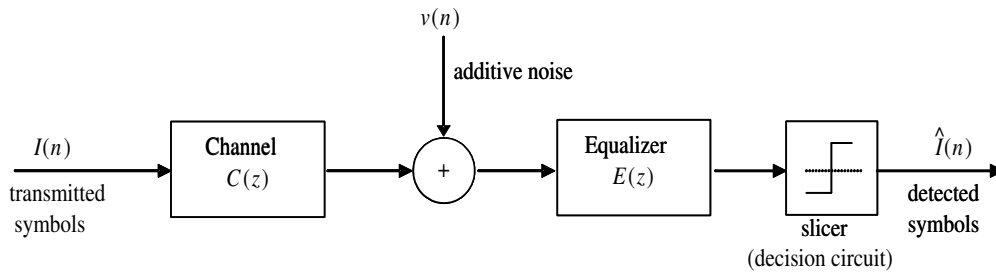 v(n)
additive noise
I(n)
transmitted
symbols
Channel
C(z)
+
Equalizer
E(z)
slicer
(decision circuit)
Î(n)
detected
symbols